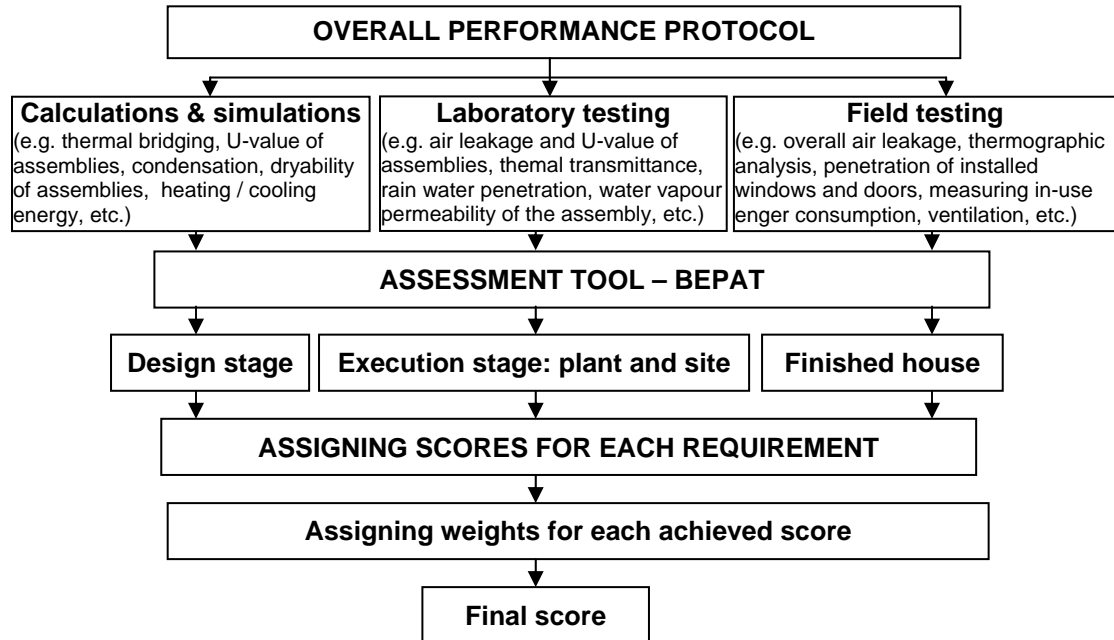 OVERALL PERFORMANCE PROTOCOL
Calculations & simulations
(e.g. thermal bridging, U-value of
assemblies, condensation, dryability
of assemblies, heating / cooling
energy, etc.)
Laboratory testing
(e.g. air leakage and U-value of
assemblies, themal transmittance,
rain water penetration, water vapour
permeability of the assembly, etc.)
Field testing
(e.g. overall air leakage, thermographic
analysis, penetration of installed
windows and doors, measuring in-use
enger consumption, ventilation, etc.)
ASSESSMENT TOOL – BEPAT
Design stage
Execution stage: plant and site
Finished house
ASSIGNING SCORES FOR EACH REQUIREMENT
Assigning weights for each achieved score
Final score